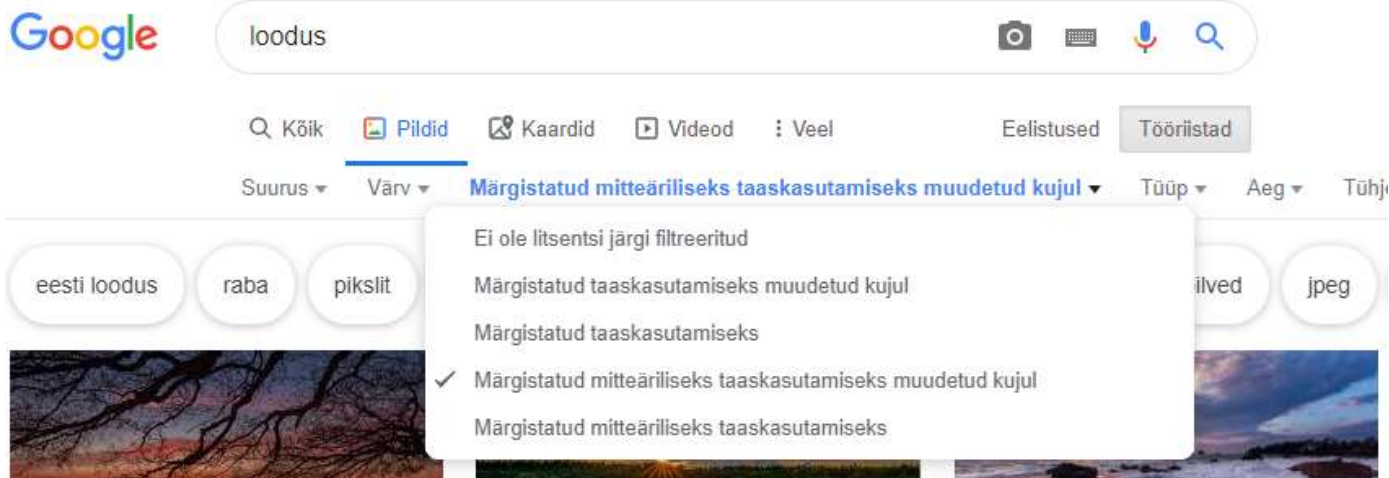 Google loodus
Kõik Pildid Kaardid Videod Veel Eelistused Tööriistad
Suurus Värv Märgistatud mitteäriliseks taaskasutamiseks muudetud kujul Tüüp Aeg Tühje
Ei ole litsentsi järgi filtreeritud
eesti loodus raba pikslit Märgistatud taaskasutamiseks muudetud kujul ilved jpeg
Märgistatud taaskasutamiseks
Märgistatud mitteäriliseks taaskasutamiseks muudetud kujul
Märgistatud mitteäriliseks taaskasutamiseks